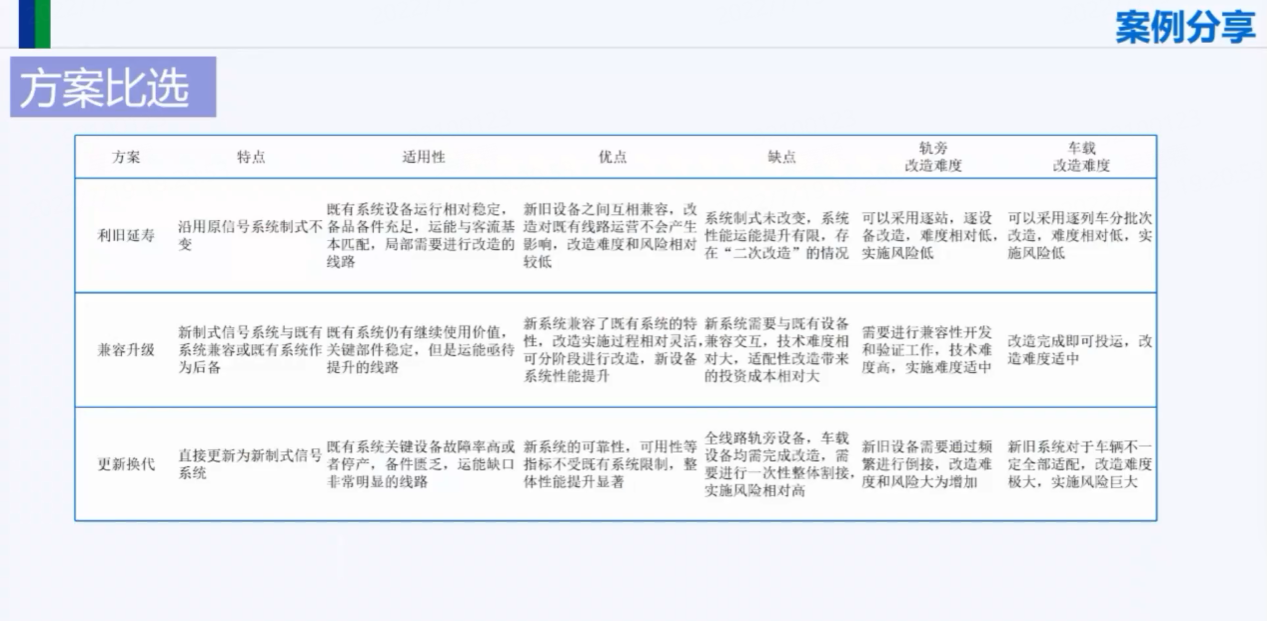 案例分享
方案比选
方案
特点
适用性
优点
缺点
轨旁
改造难度
车载
改造难度
利旧延寿
沿用原信号系统制式不
变
既有系统设备运行相对稳定，
备品备件充足，运能与客流基
本匹配，局部需要进行改造的
线路
新旧设备之间互相兼容，改
造对既有线路运营不会产生
影响，改造难度和风险相对
较低
系统制式未改变，系统
性能运能提升有限，存
在“二次改造”的情况
可以采用逐站，逐设
备改造，难度相对低，
实施风险低
可以采用逐列车分批次
改造，难度相对低，实
施风险低
兼容升级
新制式信号系统与既有
系统兼容或既有系统作
为后备
既有系统仍有继续使用价值，
关键部件稳定，但是运能亟待
提升的线路
新系统兼容了既有系统的特
性，改造实施过程相对灵活，
可分阶段进行改造，新设备
系统性能提升
新系统需要与既有设备
兼容交互，技术难度相
对大，适配性改造带来
的投资成本相对大
需要进行兼容性开发
和验证工作，技术难
度高，实施难度适中
改造完成即可投运，改
造难度适中
更新换代
直接更新为新制式信号
系统
既有系统关键设备故障率高或
者停产，备件匮乏，运能缺口
非常明显的线路
新系统的可靠性，可用性等
指标不受既有系统限制，整
体性能提升显著
全线路轨旁设备，车载
设备均需完成改造，需
要进行一次性整体割接，
实施风险相对高
新旧设备需要通过频
繁进行倒接，改造难
度和风险大为增加
新旧系统对于车辆不一
定全部适配，改造难度
极大，实施风险巨大